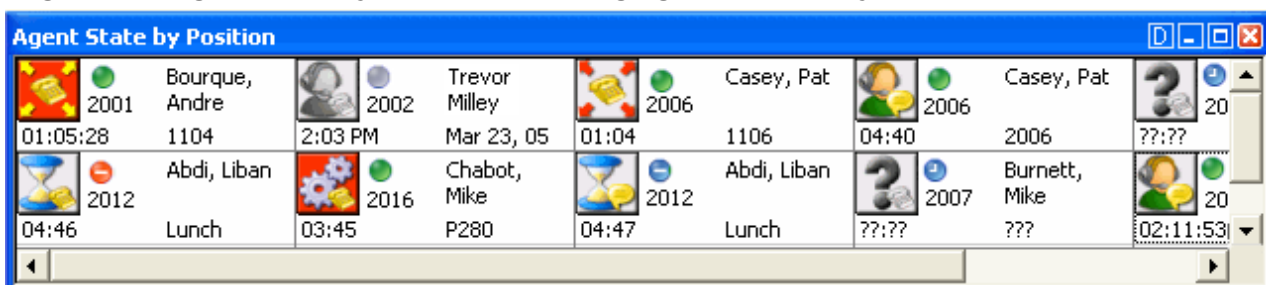 Agent State by Position D
Bourque, Trevor Casey, Pat Casey, Pat
2001 Andre 2002 Milley 2006 2006 20
01:05:28 1104 2:03 PM Mar 23, 05 01:04 1106 04:40 2006 ??:??
Abdi, Liban Chabot, Abdi, Liban Burnett,
2012 2016 Mike 2012 2007 Mike 20
04:46 Lunch 03:45 P280 04:47 Lunch ??:?? ??? 02:11:53